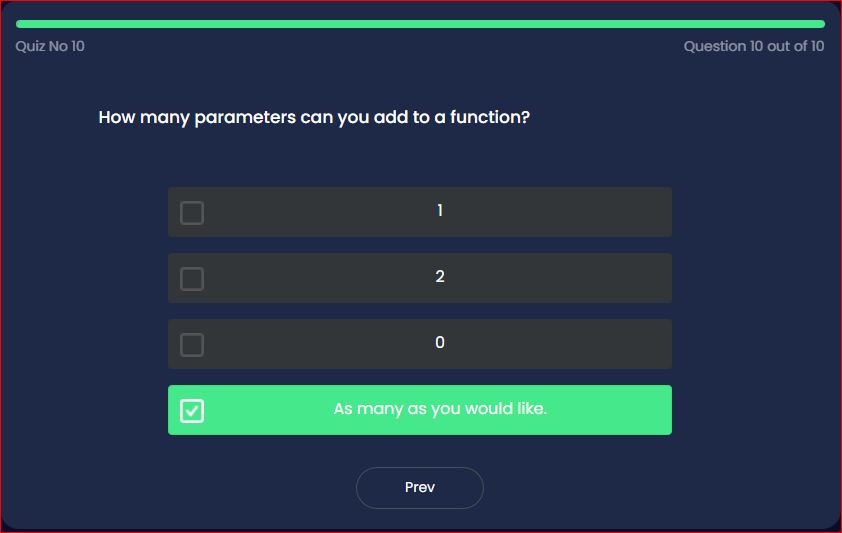 Quiz No 10
Question 10 out of 10
How many parameters can you add to a function?
1
2
0
As many as you would like.
Prev